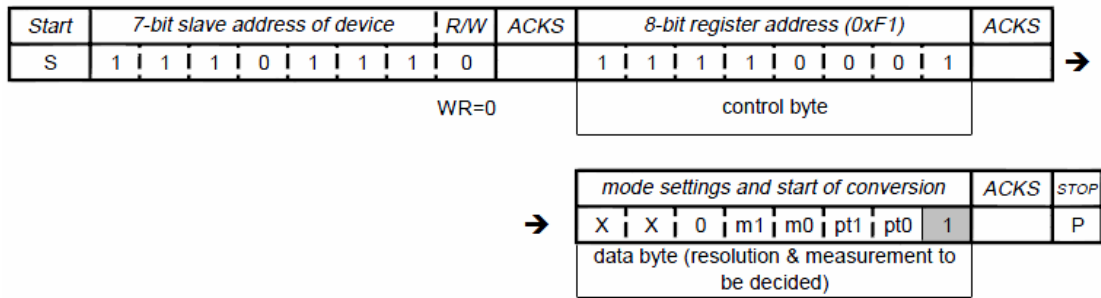 Start 7-bit slave address of device R/W ACKS 8-bit register address (0xF1) ACKS
S 1 1 1 0 1 1 1 0 1 1 1 1 0 0 0 1
WR=0 control byte
mode settings and start of conversion ACKS STOP
X X 0 m1 m0 pt1 pt0 1 P
data byte (resolution & measurement to
be decided)